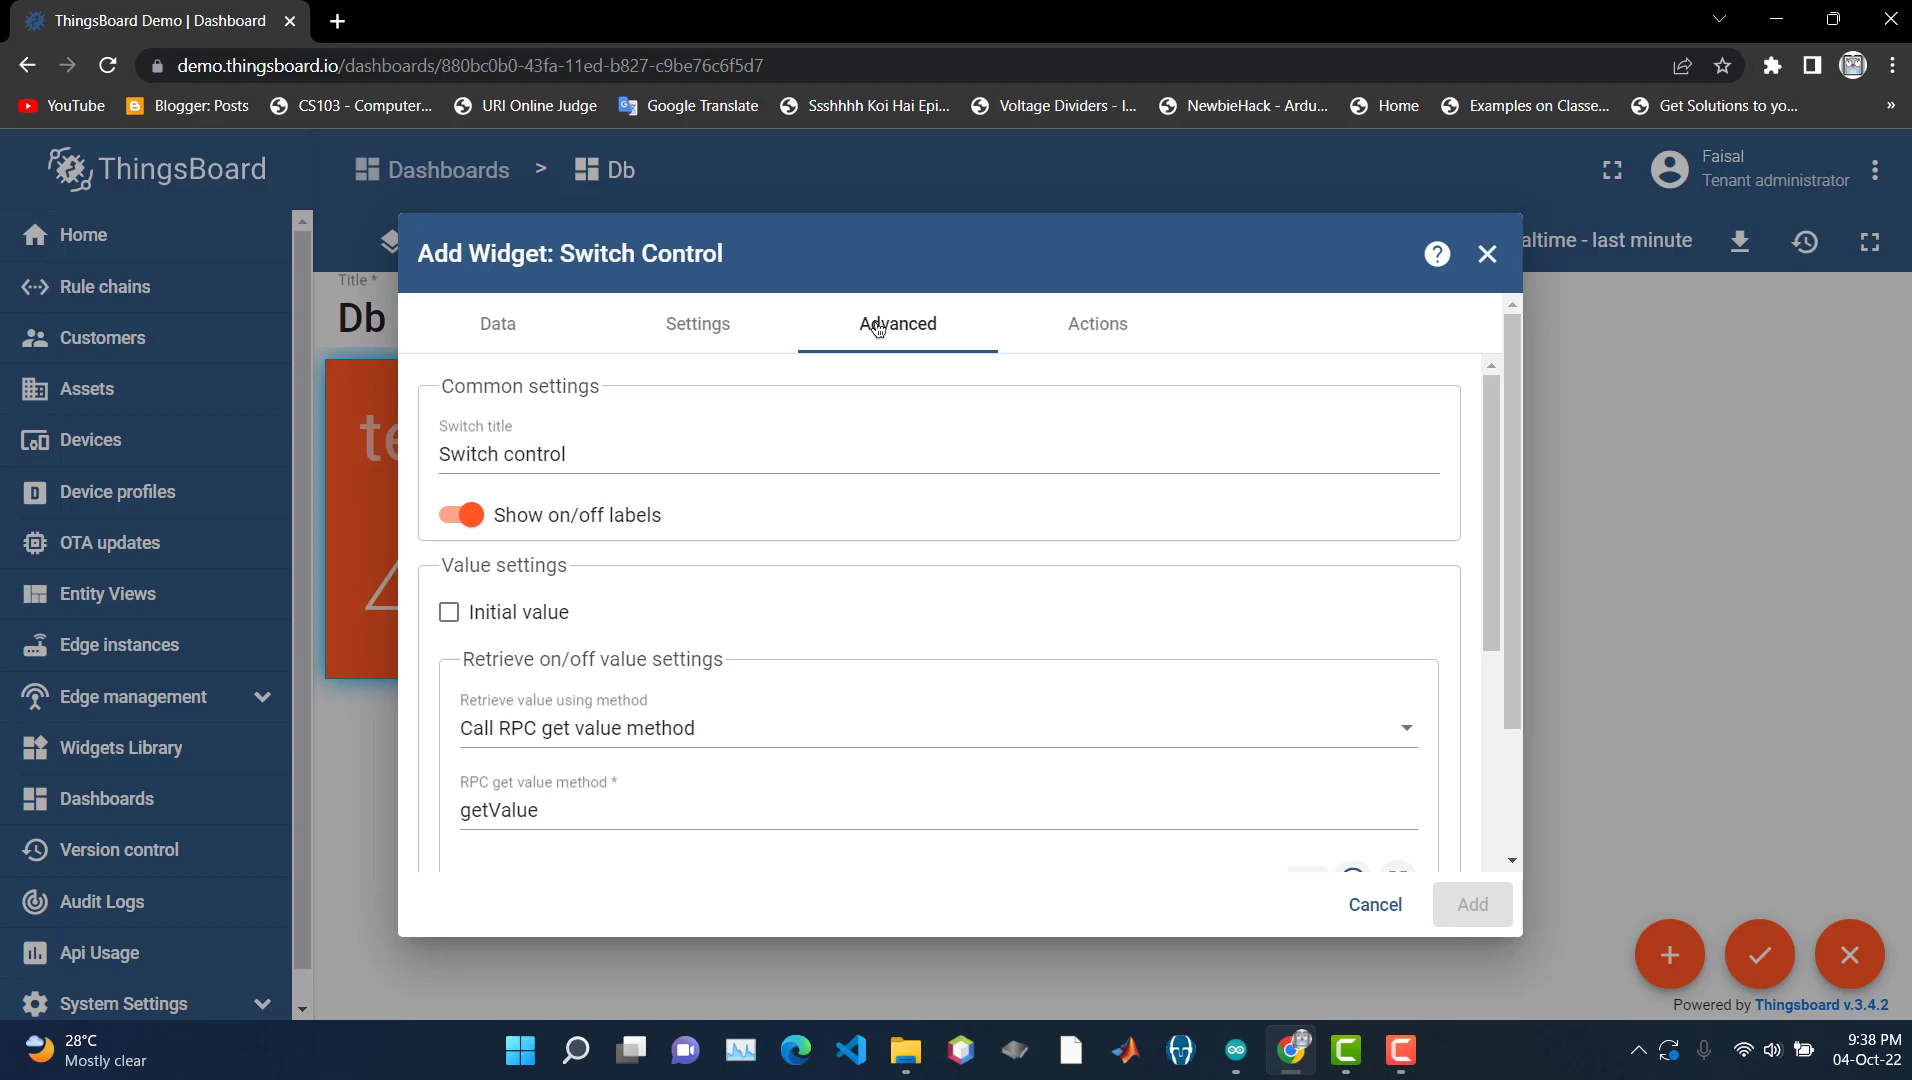 ThingsBoard Demo | Dashboard
demo.thingsboard.io/dashboards/880bc0b0-43fa-11ed-b827-c9be76c6f5d7
YouTube
Blogger: Posts
CS103 - Computer...
URI Online Judge
Google Translate
Ssshhhh Koi Hai Epi...
Voltage Dividers - I...
NewbieHack - Ardu...
Home
Examples on Classe...
Get Solutions to yo...
»
ThingsBoard
Dashboards > Db
Faisal
Tenant administrator
Home
Rule chains
Customers
Assets
Devices
Device profiles
OTA updates
Entity Views
Edge instances
Edge management
Widgets Library
Dashboards
Version control
Audit Logs
Api Usage
System Settings
altime - last minute
Title *
Db
te
Add Widget: Switch Control
Data
Settings
Advanced
Actions
Common settings
Switch title
Switch control
Show on/off labels
Value settings
Initial value
Retrieve on/off value settings
Retrieve value using method
Call RPC get value method
RPC get value method *
getValue
Cancel
Add
Powered by Thingsboard v.3.4.2
28°C
Mostly clear
9:38 PM
04-Oct-22